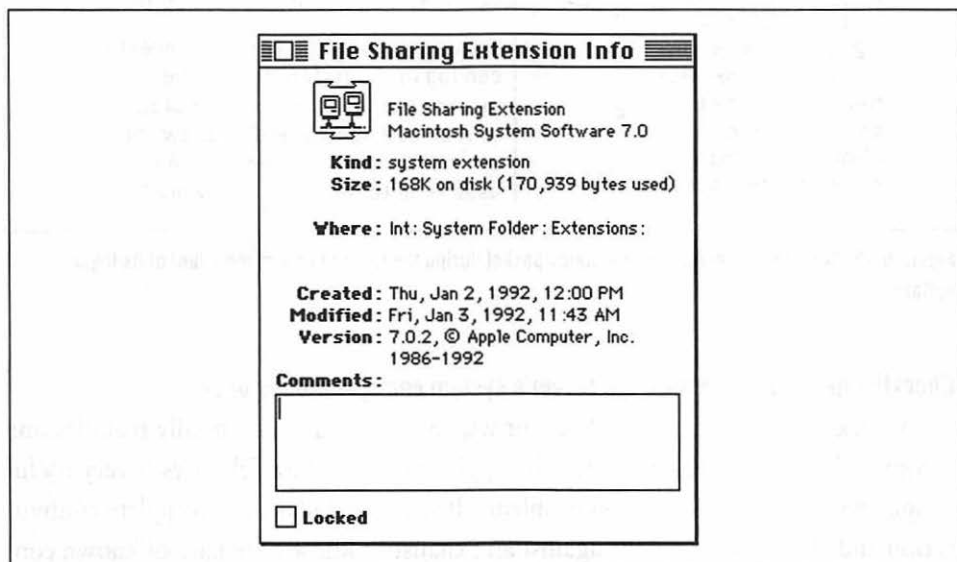 File Sharing Extension Info
File Sharing Extension
Macintosh System Software 7.0
Kind: system extension
Size: 168K on disk (170,939 bytes used)
Where: Int: System Folder: Extensions:
Created: Thu, Jan 2, 1992, 12:00 PM
Modified: Fri, Jan 3, 1992, 11:43 AM
Version: 7.0.2, © Apple Computer, Inc.
1986-1992
Comments:
Locked